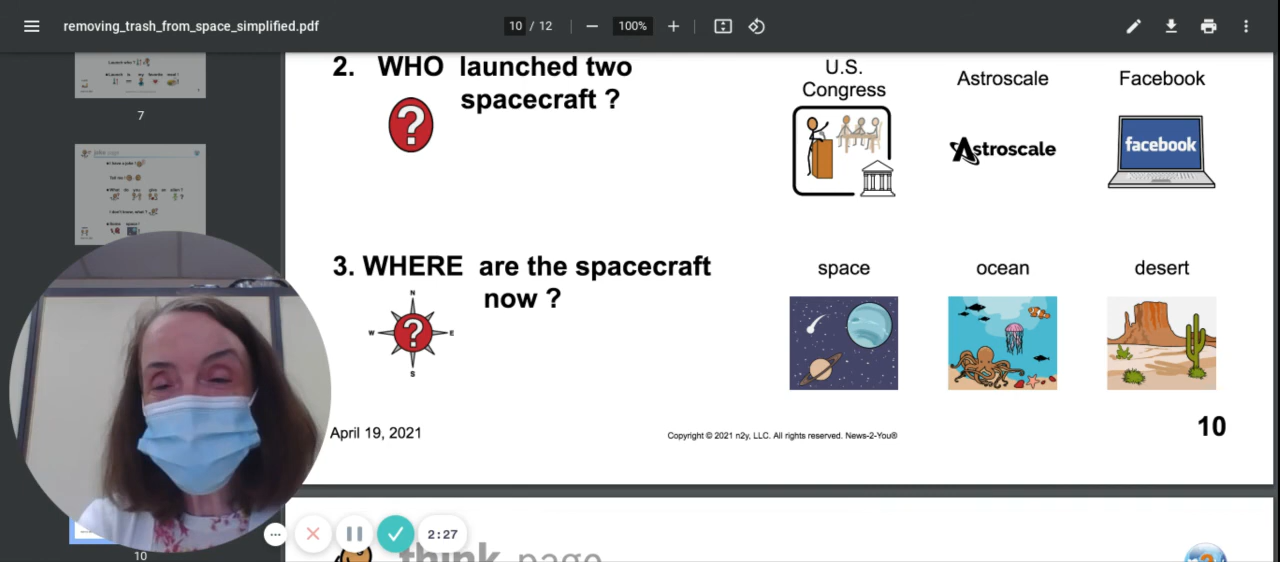 removing_trash_from_space_simplified.pdf
10 / 12
100%
7
2. WHO launched two
spacecraft ?
?
U.S.
Congress
Astroscale
Astroscale
Facebook
facebook
3. WHERE are the spacecraft
now ?
N
W ? E
S
space
ocean
desert
April 19, 2021
Copyright © 2021 n2y, LLC. All rights reserved. News-2-You®
10
2:27
10
think page